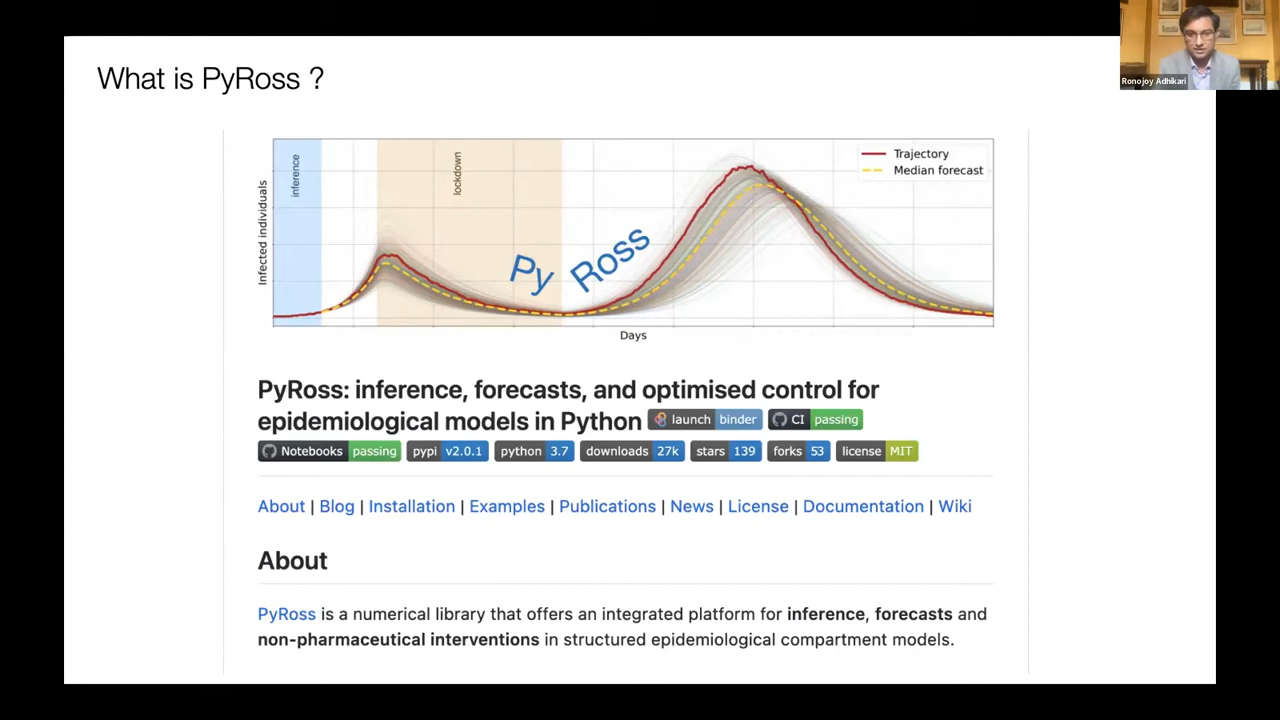 What is PyRoss ?
Ronojoy Adhikari
inference
lockdown
Trajectory
Median forecast
Infected individuals
Py Ross
Days
PyRoss: inference, forecasts, and optimised control for
epidemiological models in Python launch binder CI passing
Notebooks passing pypi v2.0.1 python 3.7 downloads 27k stars 139 forks 53 license MIT
About | Blog | Installation | Examples | Publications | News | License | Documentation | Wiki
About
PyRoss is a numerical library that offers an integrated platform for inference, forecasts and
non-pharmaceutical interventions in structured epidemiological compartment models.